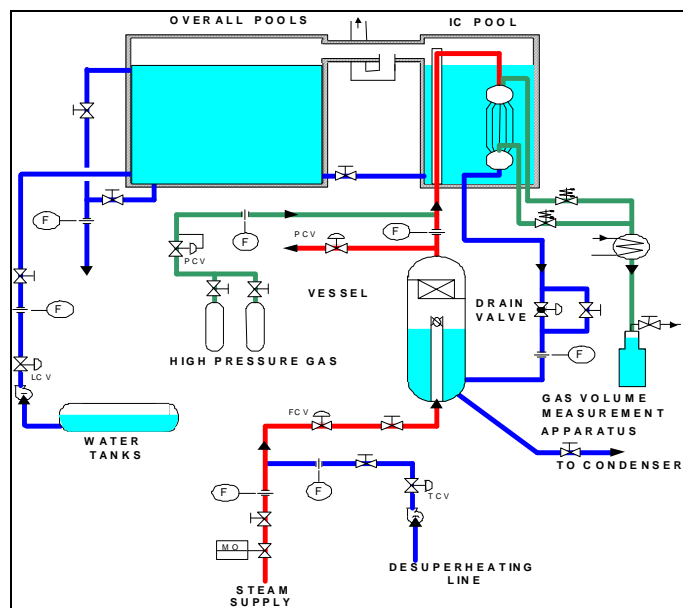 OVERALL POOLS
IC POOL
F
F
F
PCV
PCV
VESSEL
DRAIN
VALVE
HIGH PRESSURE GAS
F
F
LCV
GAS VOLUME
MEASUREMENT
APPARATUS
WATER
TANKS
FCV
TO CONDENSER
F
F
TCV
MO
DESUPERHEATING
LINE
STEAM
SUPPLY